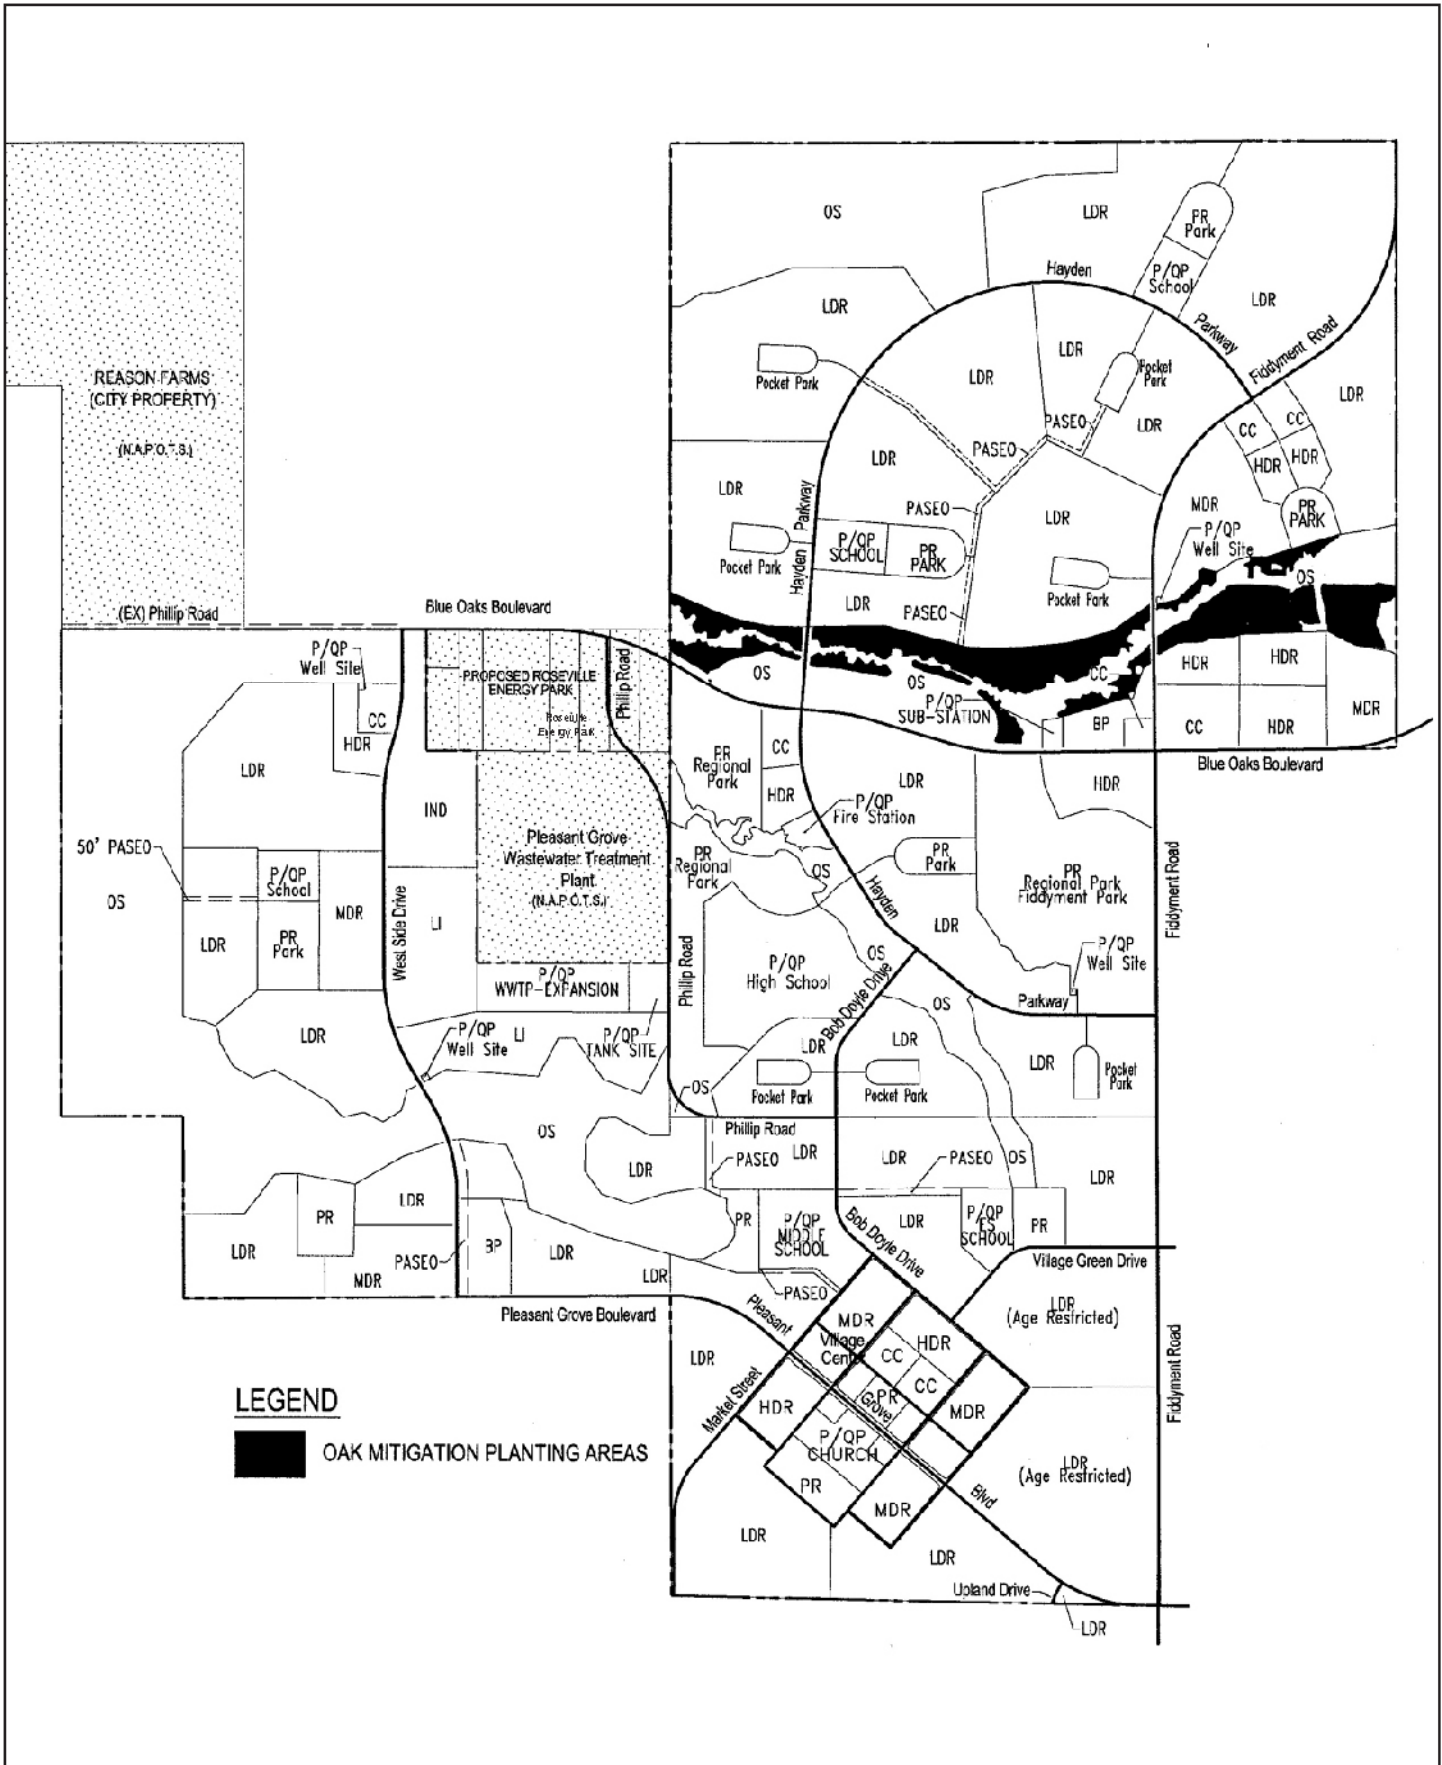 OS
LDR
PR
Park
P/QP
School
Hayden
LDR
LDR
Parkway
Fiddyment Road
LDR
Pocket Park
LDR
LDR
Pocket
Park
LDR
PASEO
LDR
CC
CC
PASEO
HDR
HDR
LDR
LDR
REASON FARMS
(CITY PROPERTY)
(N.A.P.O.T.S.)
Hayden Parkway
PASEO
LDR
MDR
PR
PARK
P/QP
Well Site
P/QP
SCHOOL
PR
PARK
Pocket Park
Pocket Park
OS
LDR
PASEO
(EX) Phillip Road
Blue Oaks Boulevard
P/QP
Well Site
PROPOSED ROSEVILLE
ENERGY PARK
Roseville
Energy Park
Phillip Road
OS
OS
CC
HDR
HDR
P/QP
SUB-STATION
BP
CC
HDR
MDR
Blue Oaks Boulevard
CC
HDR
LDR
PR
Regional
Park
CC
HDR
LDR
HDR
IND
P/QP
Fire Station
Pleasant Grove
Wastewater Treatment
Plant
(N.A.P.O.T.S.)
50' PASEO
OS
P/QP
School
MDR
LDR
PR
Park
West Side Drive
LI
PR
Regional
Park
OS
PR
Park
PR
Regional Park
Fiddyment Park
Fiddyment Road
Hayden
LDR
OS
P/QP
High School
P/QP
Well Site
Phillip Road
P/QP
WWTP-EXPANSION
Bob Doyle Drive
OS
Parkway
LDR
P/QP
Well Site
LI
P/QP
TANK SITE
LDR
LDR
LDR
Pocket
Park
OS
Pocket Park
Pocket Park
OS
Phillip Road
LDR
PASEO
LDR
LDR
PASEO
OS
LDR
LDR
PR
LDR
MDR
PASEO
BP
LDR
LDR
PR
P/QP
MIDDLE
SCHOOL
Bob Doyle Drive
LDR
P/QP
ES
SCHOOL
PR
Village Green Drive
PASEO
Pleasant Grove Boulevard
Pleasant
MDR
Village
Center
HDR
CC
CC
LDR
(Age Restricted)
LDR
Market Street
HDR
PR
Grove
MDR
P/QP
CHURCH
PR
MDR
Blvd
LDR
(Age Restricted)
Fiddyment Road
LDR
LDR
Upland Drive
LDR
LEGEND
OAK MITIGATION PLANTING AREAS